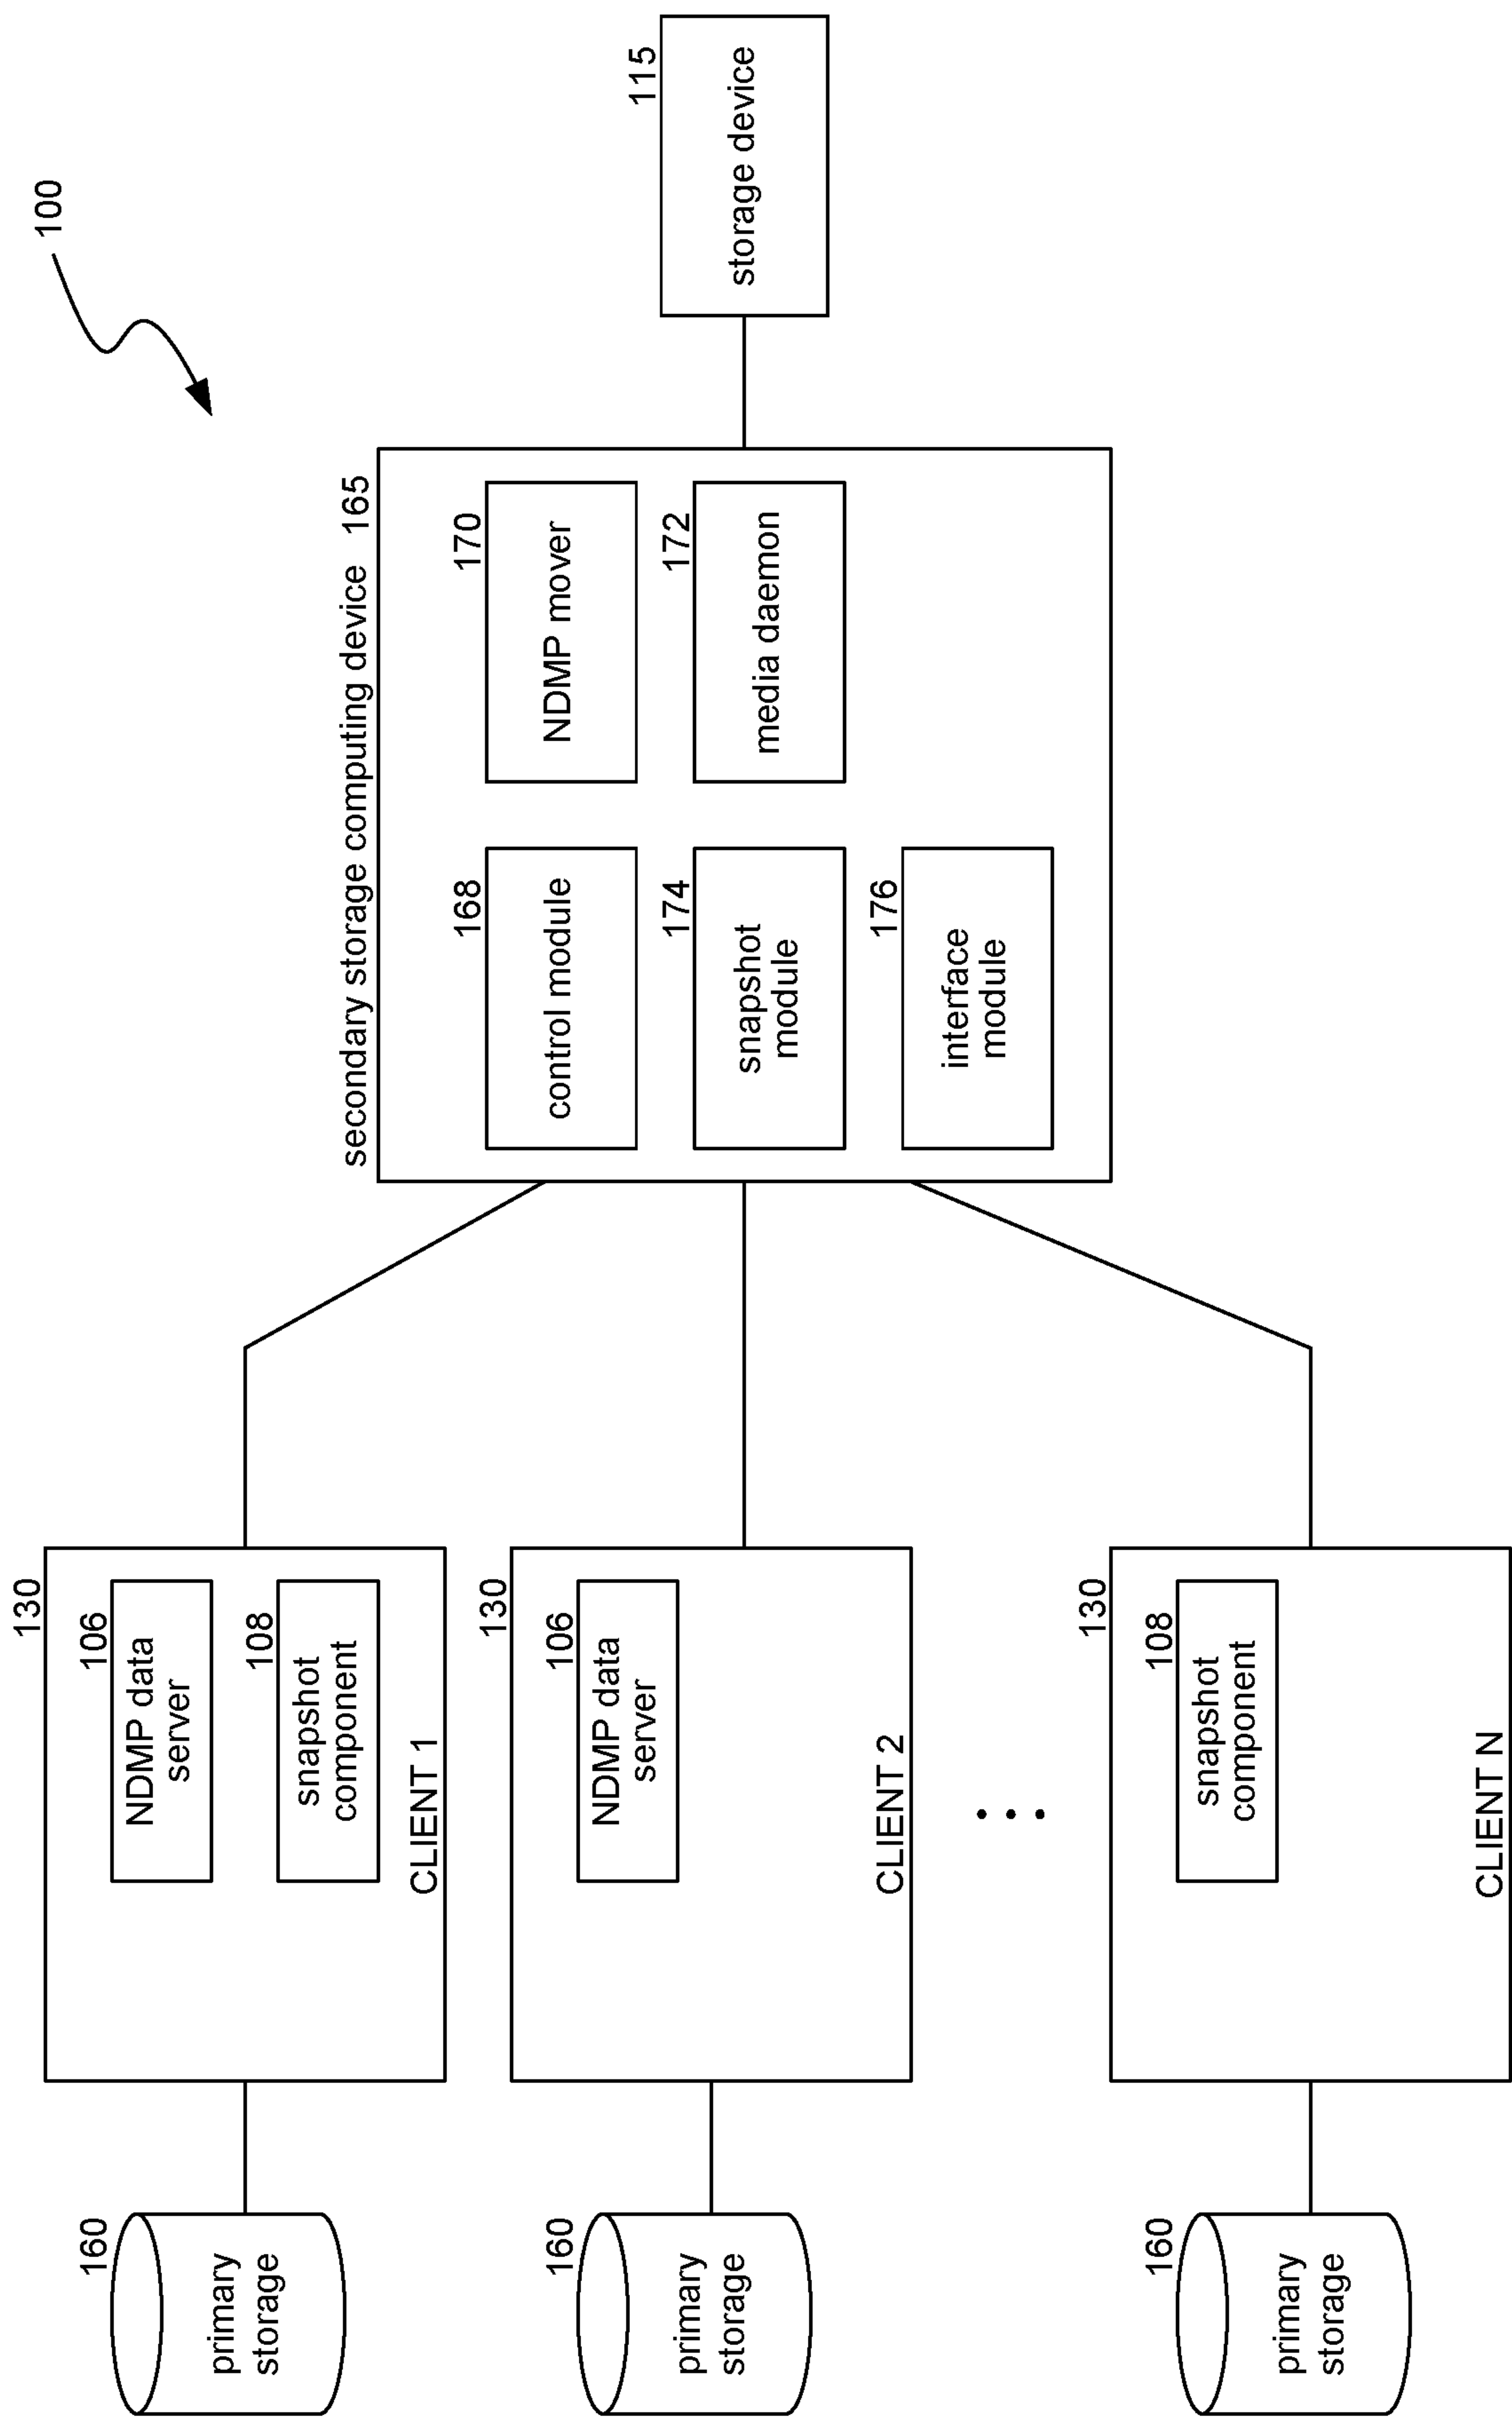 100
160
primary
storage
130
106
NDMP data
server
108
snapshot
component
CLIENT 1
160
primary
storage
130
106
NDMP data
server
CLIENT 2
160
primary
storage
130
108
snapshot
component
CLIENT N
secondary storage computing device 165
168
control module
170
NDMP mover
174
snapshot
module
172
media daemon
176
interface
module
115
storage device